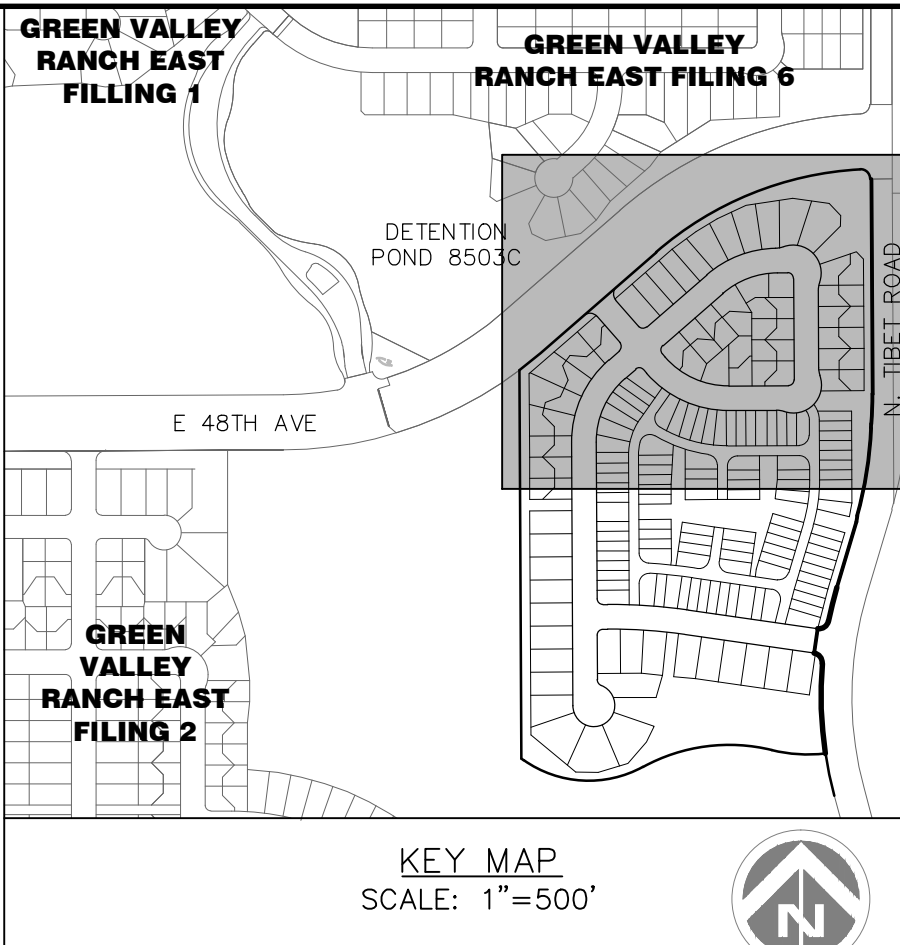 GREEN VALLEY
RANCH EAST
FILLING 1
GREEN VALLEY
RANCH EAST FILING 6
DETENTION
POND 8503C
N. TIBET ROAD
E 48TH AVE
GREEN
VALLEY
RANCH EAST
FILING 2
KEY MAP
SCALE: 1"=500'
N